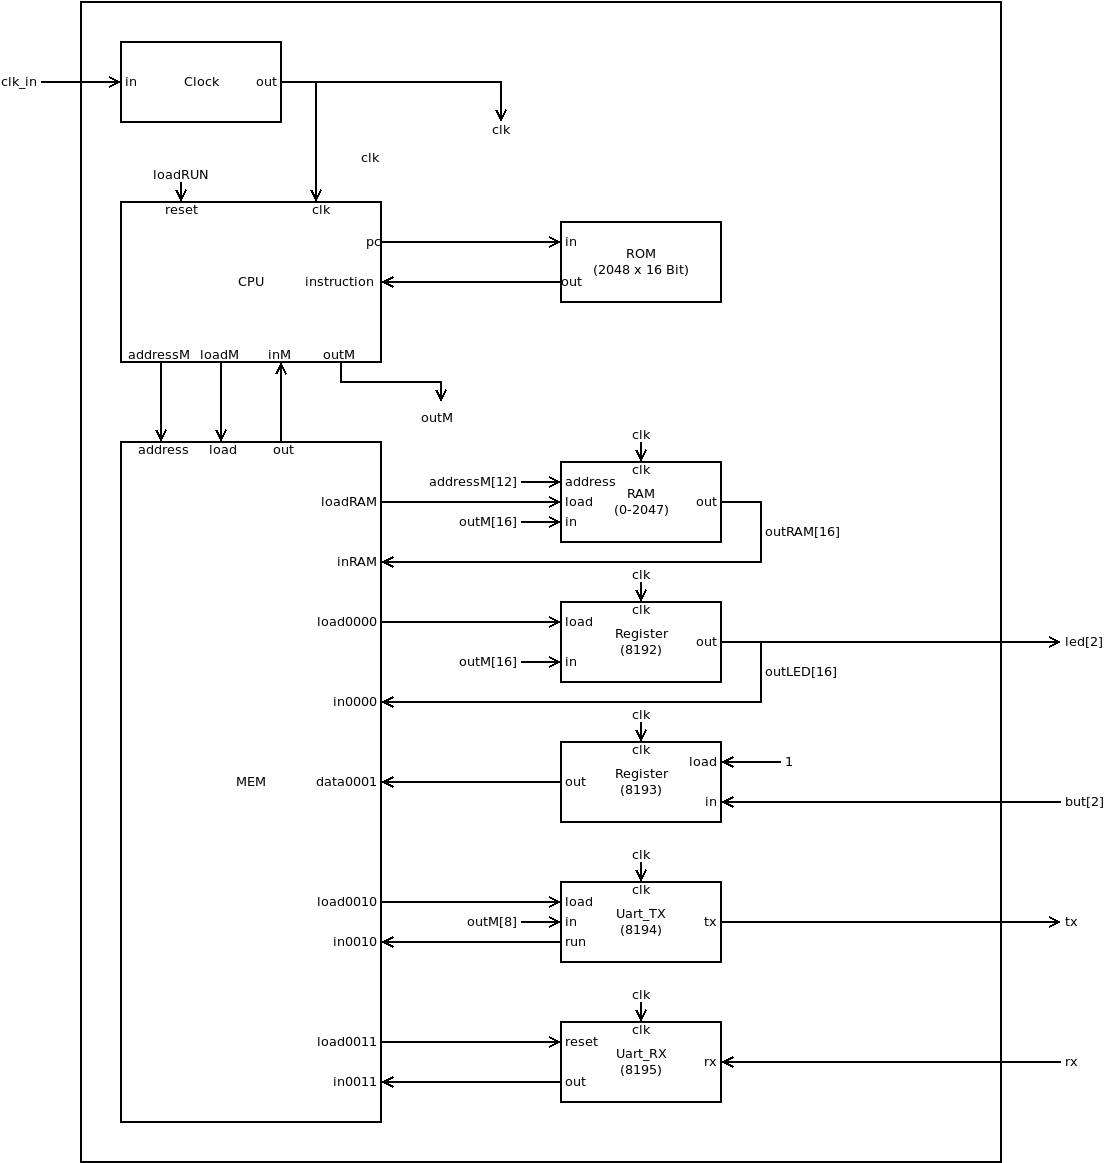 clk_in
in
Clock
out
clk
clk
loadRUN
reset
clk
pc
in
ROM
(2048 x 16 Bit)
CPU
instruction
out
addressM
loadM
inM
outM
outM
address
load
out
clk
clk
addressM[12]
address
RAM
(0-2047)
loadRAM
load
out
outM[16]
in
outRAM[16]
inRAM
clk
clk
load0000
load
Register
(8192)
out
led[2]
outM[16]
in
outLED[16]
in0000
clk
clk
load
1
MEM
data0001
out
Register
(8193)
in
but[2]
clk
clk
load0010
load
outM[8]
in
Uart_TX
(8194)
tx
tx
in0010
run
clk
clk
load0011
reset
Uart_RX
(8195)
rx
rx
in0011
out